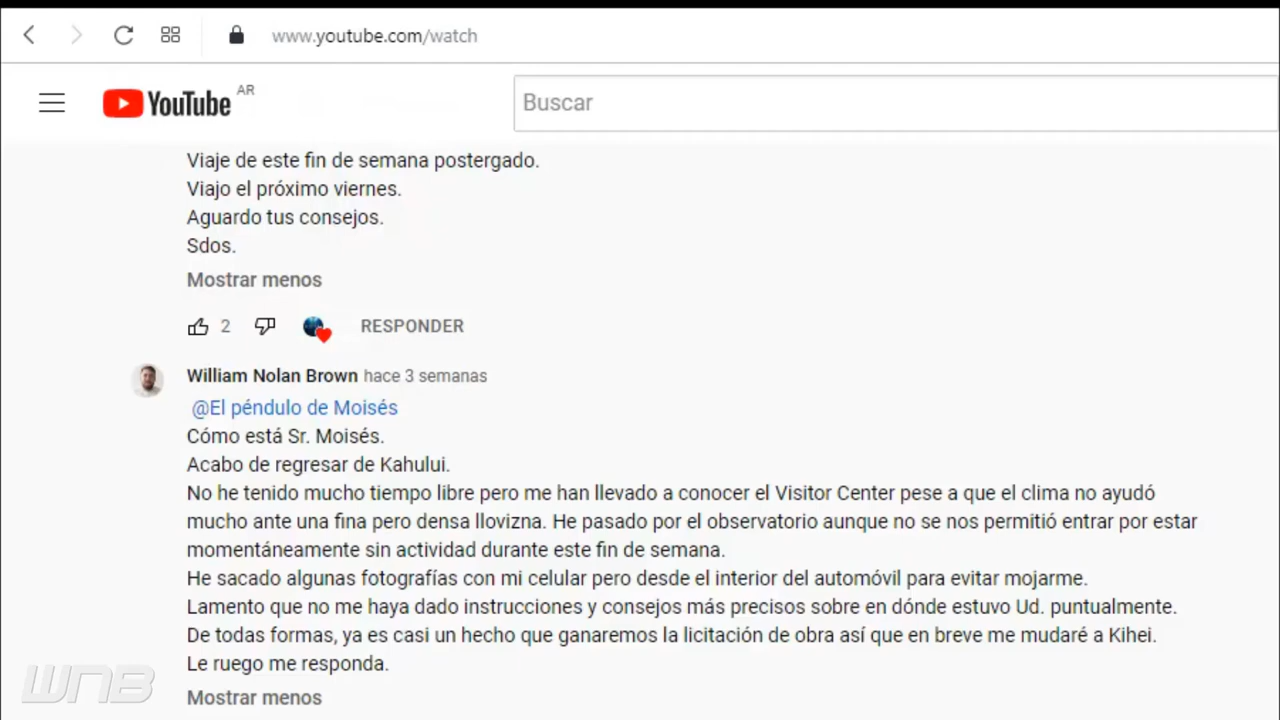 www.youtube.com/watch
YouTube AR
Buscar
Viaje de este fin de semana postergado.
Viajo el próximo viernes.
Aguardo tus consejos.
Sdos.
Mostrar menos
2 RESPONDER
William Nolan Brown hace 3 semanas
@El péndulo de Moisés
Cómo está Sr. Moisés.
Acabo de regresar de Kahului.
No he tenido mucho tiempo libre pero me han llevado a conocer el Visitor Center pese a que el clima no ayudó
mucho ante una fina pero densa llovizna. He pasado por el observatorio aunque no se nos permitió entrar por estar
momentáneamente sin actividad durante este fin de semana.
He sacado algunas fotografías con mi celular pero desde el interior del automóvil para evitar mojarme.
Lamento que no me haya dado instrucciones y consejos más precisos sobre en dónde estuvo Ud. puntualmente.
De todas formas, ya es casi un hecho que ganaremos la licitación de obra así que en breve me mudaré a Kihei.
Le ruego me responda.
Mostrar menos
WNB